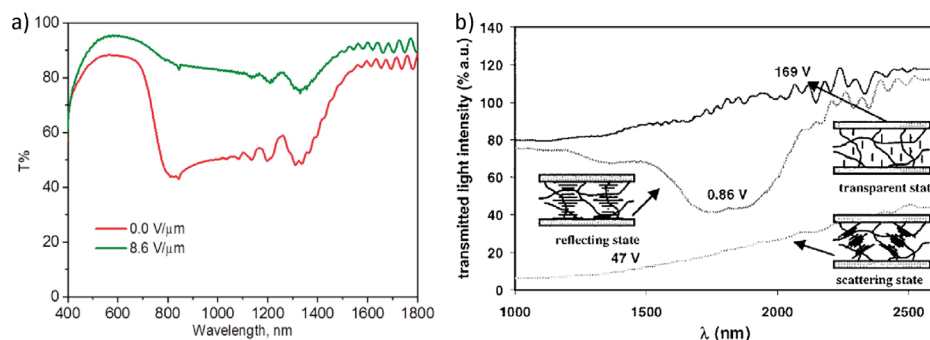 a)
100
80
60
40
20
0
T%
0.0 V/μm
8.6 V/μm
400 600 800 1000 1200 1400 1600 1800
Wavelength, nm
b)
140
120
100
80
60
40
20
0
transmitted light intensity (% a.u.)
169 V
transparent stat
0.86 V
reflecting state
47 V
scattering state
1000 1500 2000 2500
λ (nm)